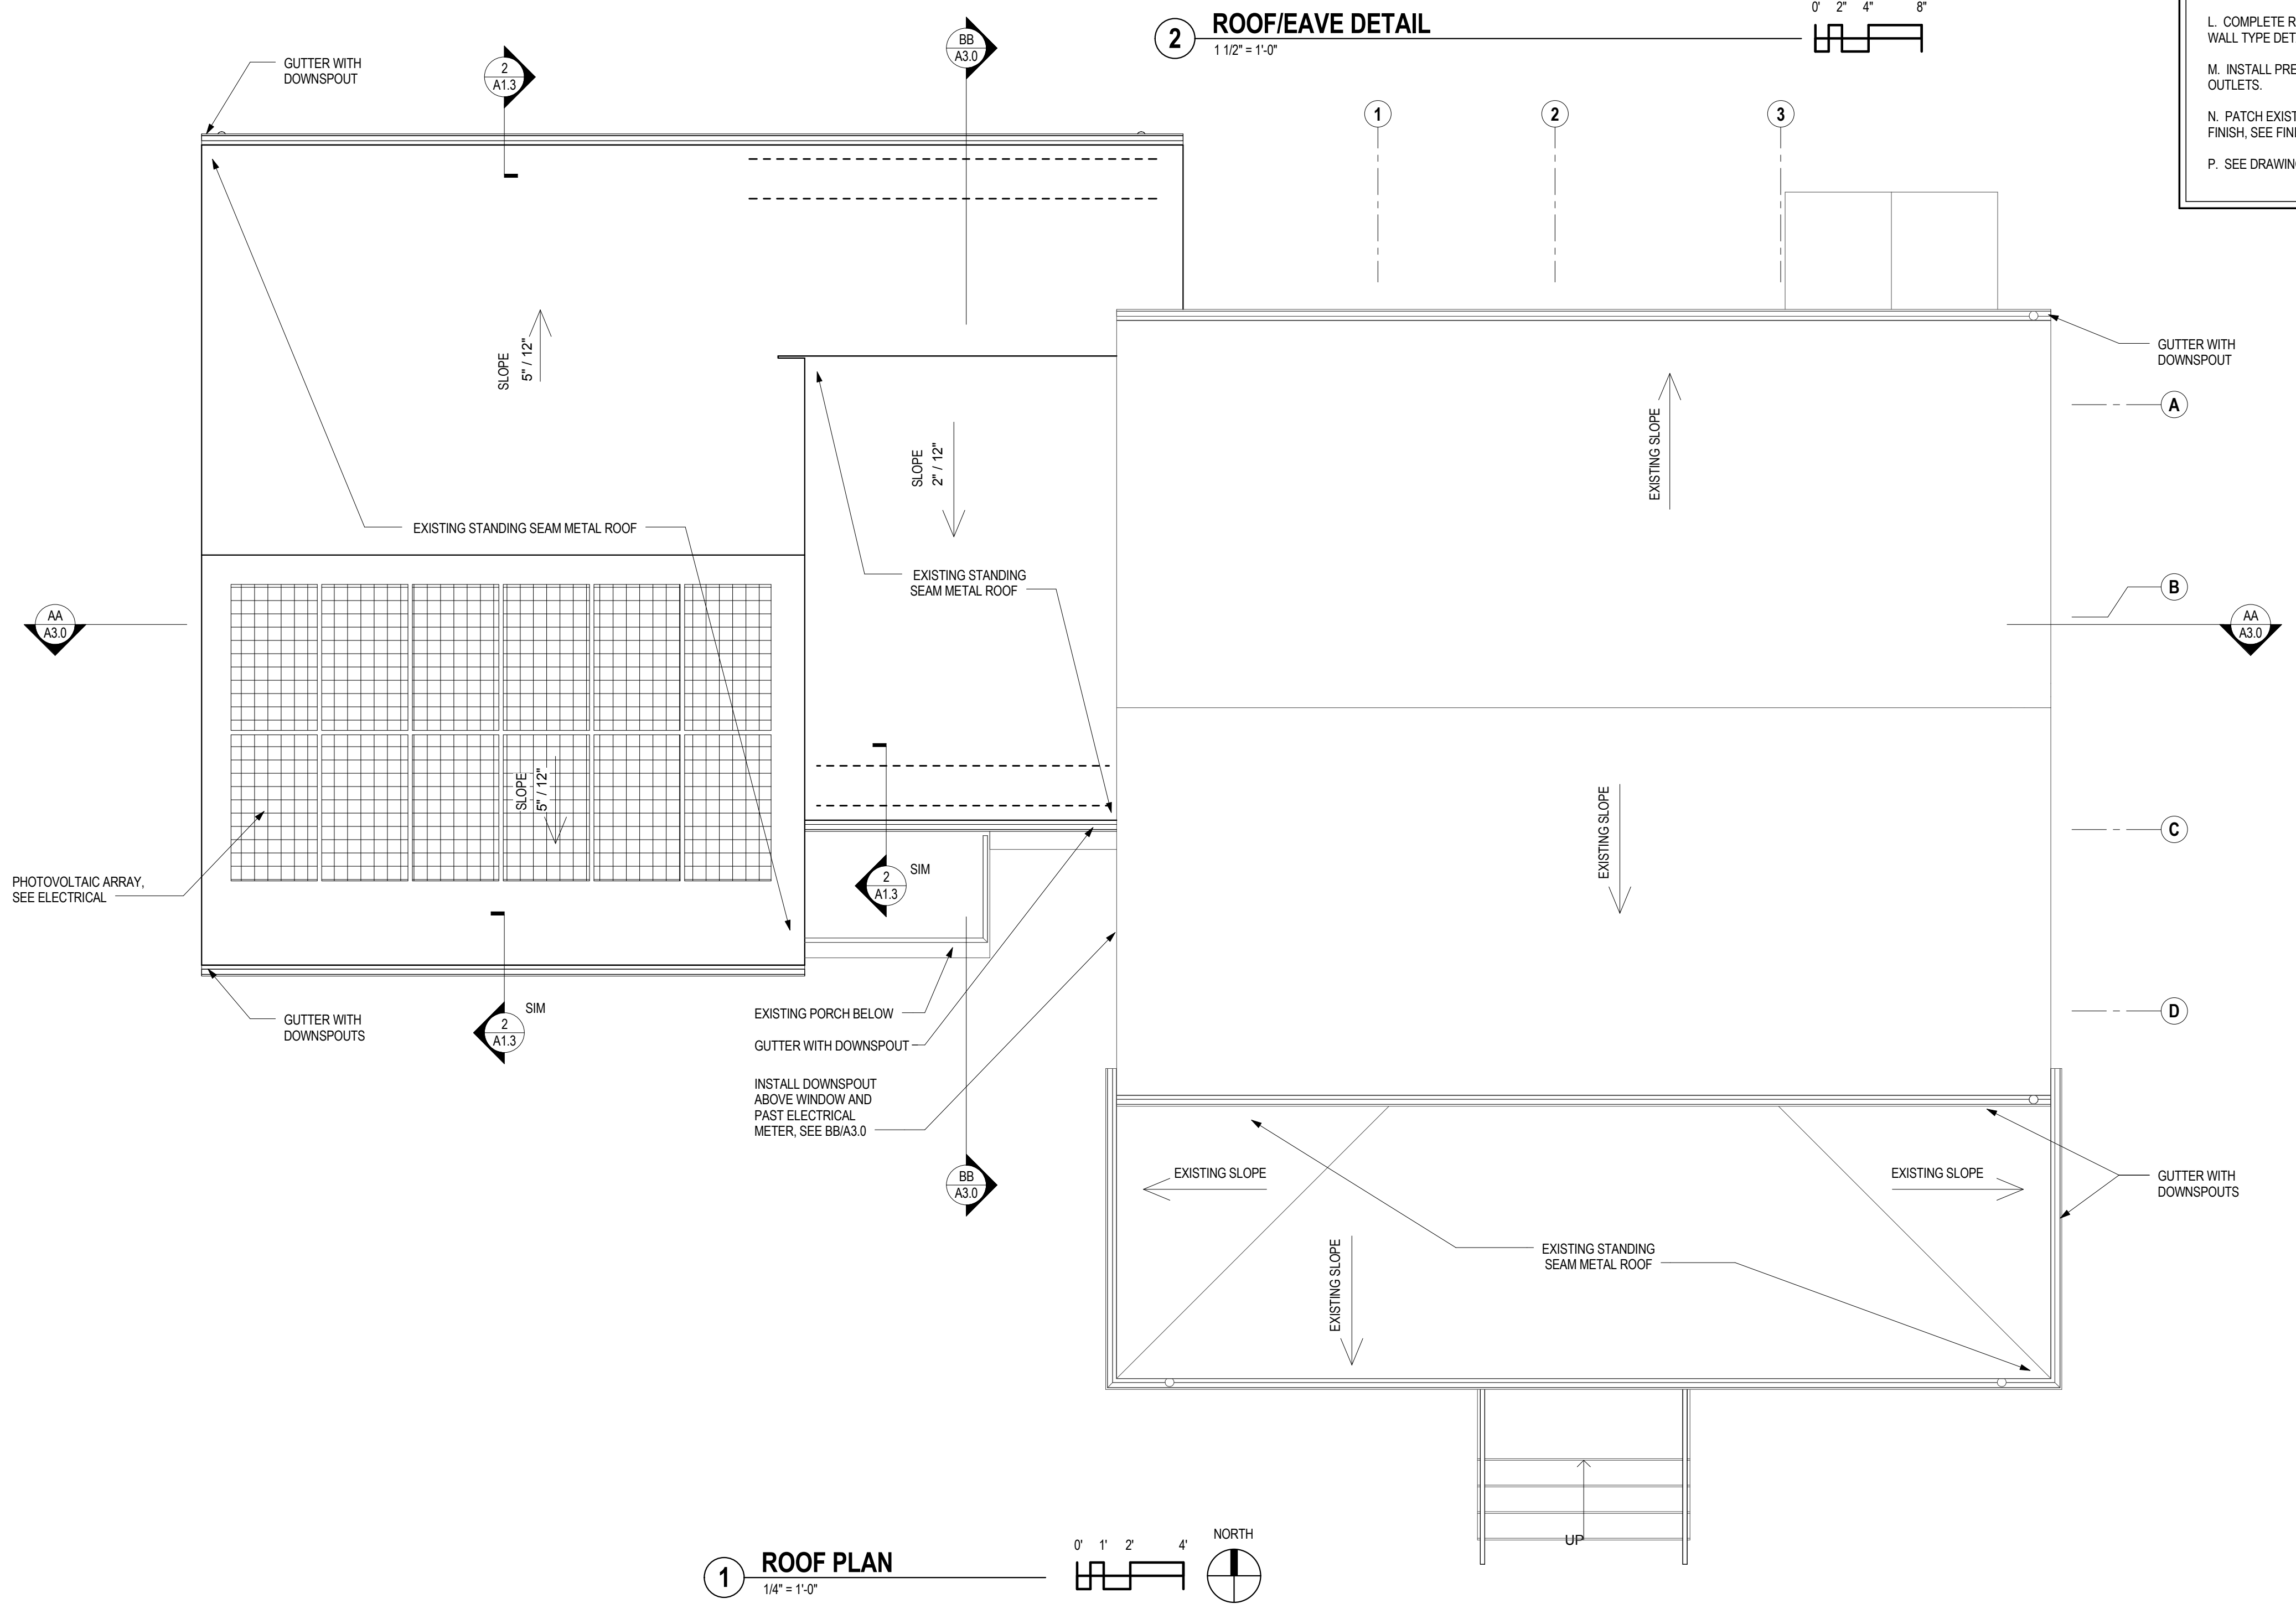 0' 2" 4" 8"
2 ROOF/EAVE DETAIL
1 1/2" = 1'-0"
L. COMPLETE R
WALL TYPE DET
M. INSTALL PRE
OUTLETS.
N. PATCH EXIST
FINISH, SEE FIN
P. SEE DRAWIN
GUTTER WITH
DOWNSPOUT
2
A1.3
BB
A3.0
1
2
3
SLOPE
5" / 12"
SLOPE
2" / 12"
EXISTING SLOPE
GUTTER WITH
DOWNSPOUT
A
EXISTING STANDING SEAM METAL ROOF
EXISTING STANDING
SEAM METAL ROOF
B
AA
A3.0
AA
A3.0
SLOPE
5" / 12"
EXISTING SLOPE
C
PHOTOVOLTAIC ARRAY,
SEE ELECTRICAL
2
A1.3
SIM
D
GUTTER WITH
DOWNSPOUTS
2
A1.3
SIM
EXISTING PORCH BELOW
GUTTER WITH DOWNSPOUT
INSTALL DOWNSPOUT
ABOVE WINDOW AND
PAST ELECTRICAL
METER, SEE BB/A3.0
BB
A3.0
EXISTING SLOPE
EXISTING SLOPE
GUTTER WITH
DOWNSPOUTS
EXISTING SLOPE
EXISTING STANDING
SEAM METAL ROOF
UP
1 ROOF PLAN
1/4" = 1'-0"
0' 1' 2' 4'
NORTH